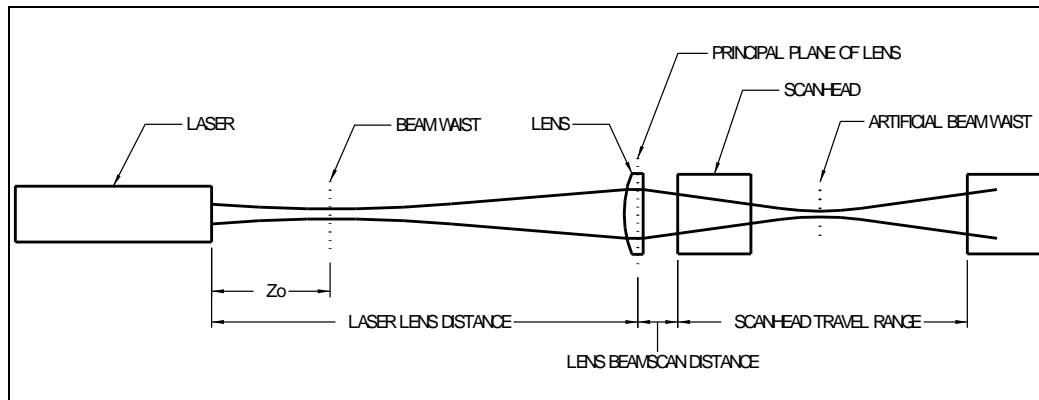 PRINCIPAL PLANE OF LENS
SCANHEAD
LASER
BEAM WAIST
LENS
ARTIFICIAL BEAM WAIST
Zo
LASER LENS DISTANCE
SCANHEAD TRAVEL RANGE
LENS BEAMSCAN DISTANCE